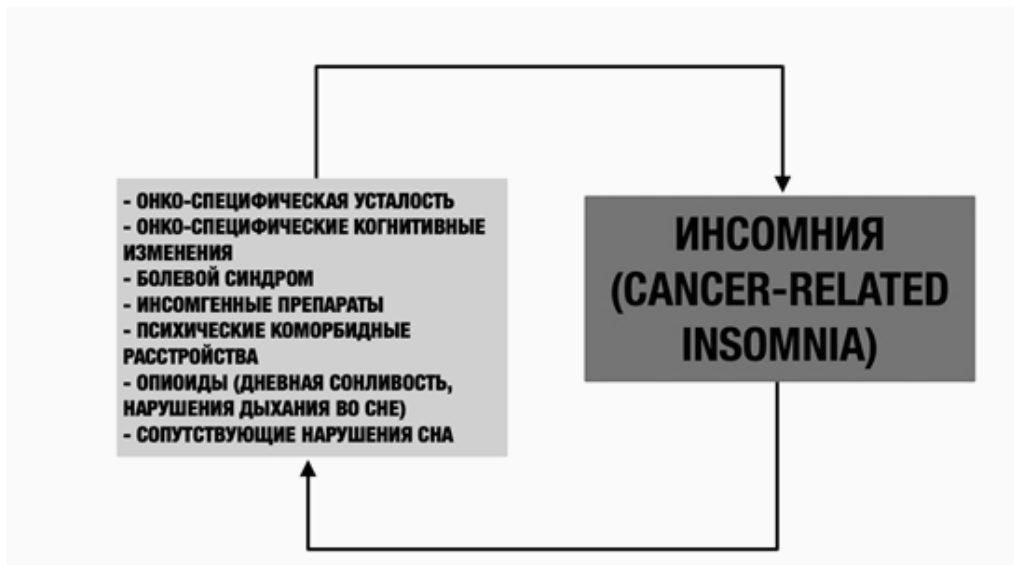 - ОНКО-СПЕЦИФИЧЕСКАЯ УСТАЛОСТЬ
- ОНКО-СПЕЦИФИЧЕСКИЕ КОГНИТИВНЫЕ
ИЗМЕНЕНИЯ
- БОЛЕВОЙ СИНДРОМ
- ИНСОМГЕННЫЕ ПРЕПАРАТЫ
- ПСИХИЧЕСКИЕ КОМОРБИДНЫЕ
РАССТРОЙСТВА
- ОПИОИДЫ (ДНЕВНАЯ СОНЛИВОСТЬ,
НАРУШЕНИЯ ДЫХАНИЯ ВО СНЕ)
- СОПУТСТВУЮЩИЕ НАРУШЕНИЯ СНА
ИНСОМНИЯ
(CANCER-RELATED
INSOMNIA)